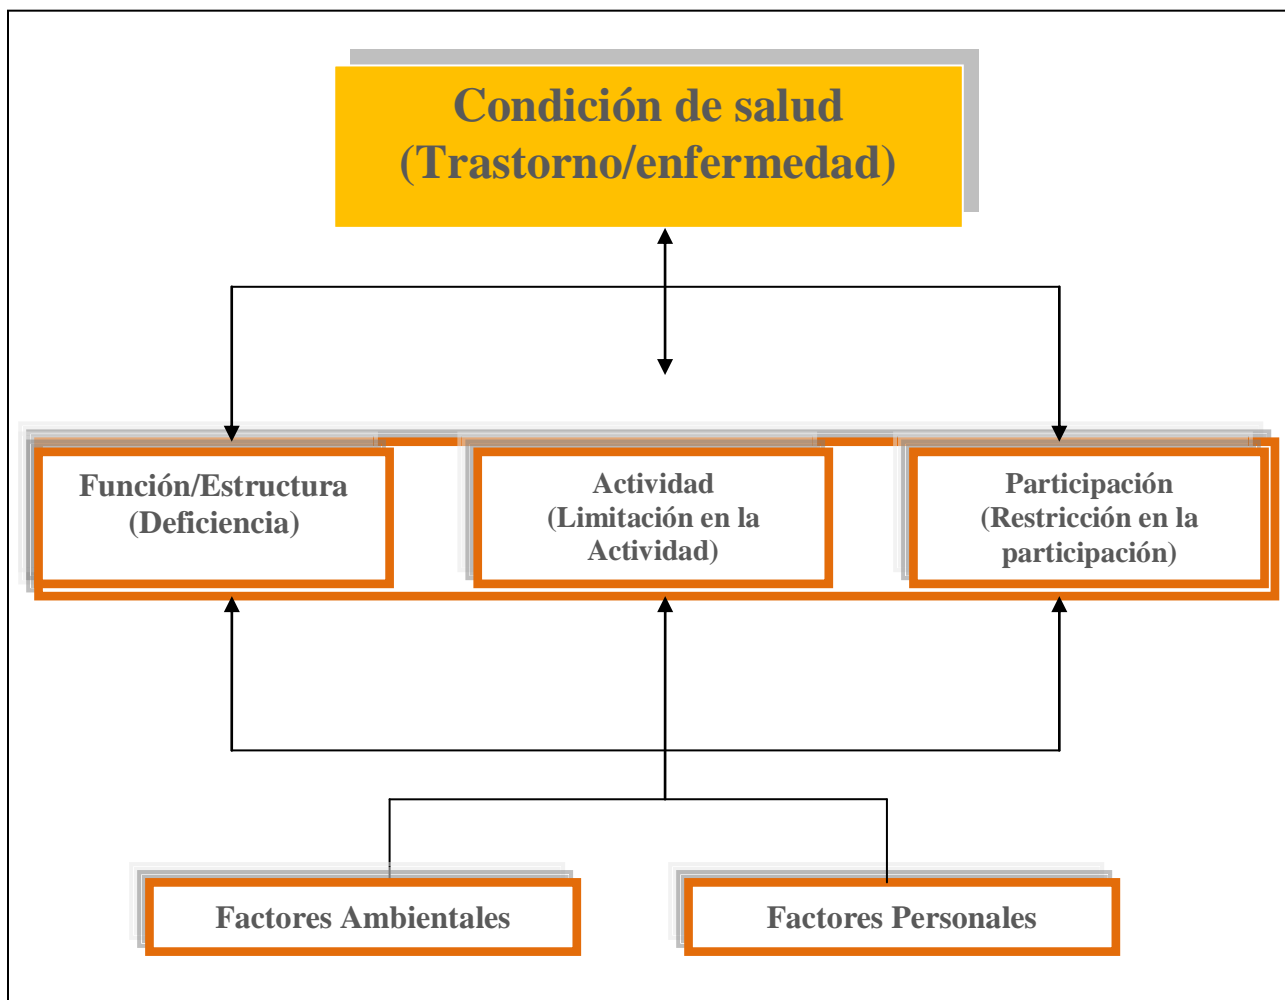 Condición de salud
(Trastorno/enfermedad)
Función/Estructura
(Deficiencia)
Actividad
(Limitación en la
Actividad)
Participación
(Restricción en la
participación)
Factores Ambientales
Factores Personales